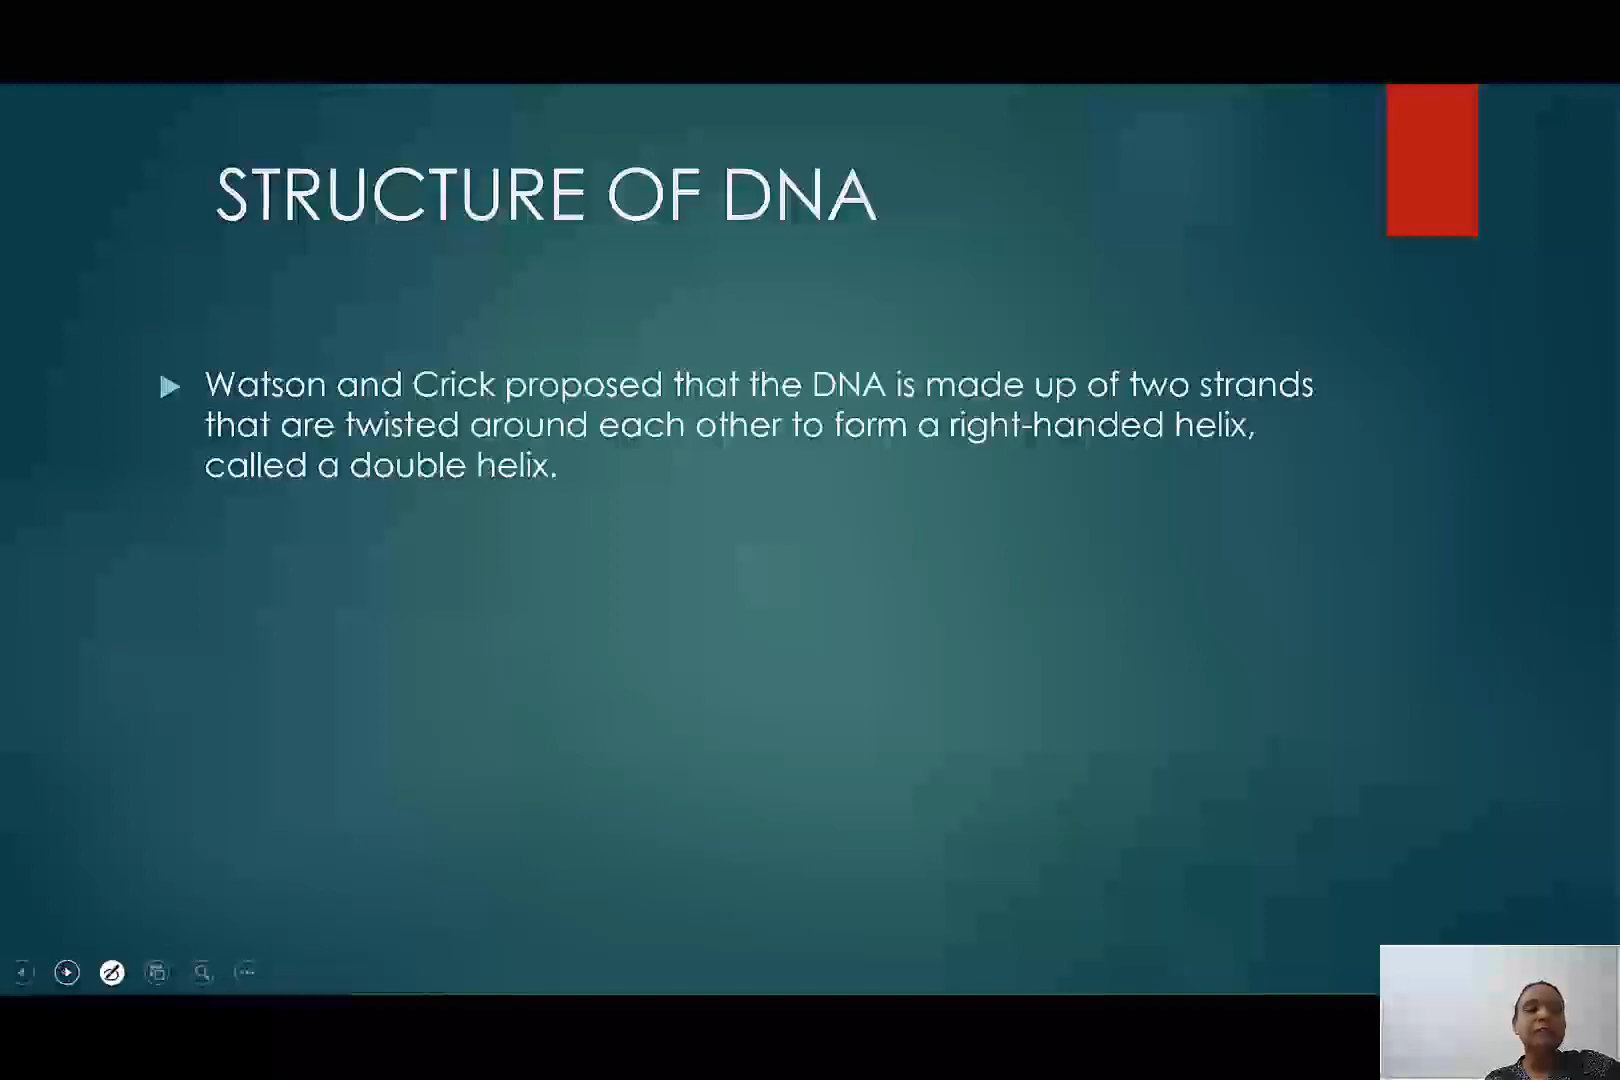 STRUCTURE OF DNA
Watson and Crick proposed that the DNA is made up of two strands
that are twisted around each other to form a right-handed helix,
called a double helix.